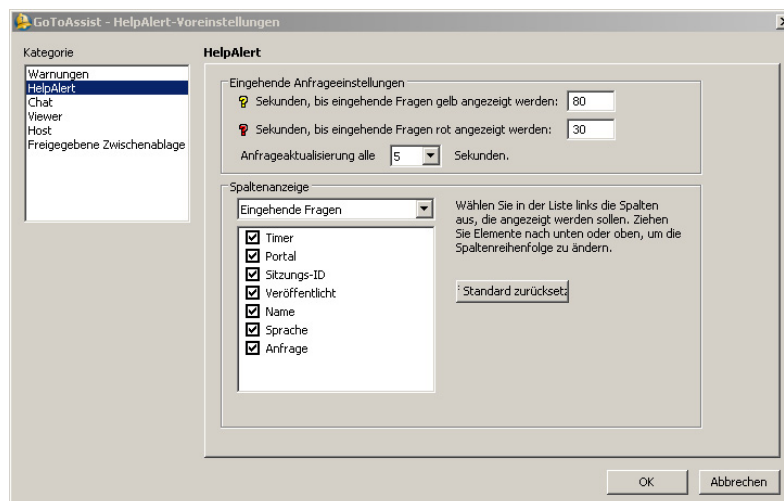 GoToAssist - HelpAlert-Voreinstellungen
Kategorie
Warnungen
HelpAlert
Chat
Viewer
Host
Freigegebene Zwischenablage
HelpAlert
Eingehende Anfrageeinstellungen
Sekunden, bis eingehende Fragen gelb angezeigt werden: 80
Sekunden, bis eingehende Fragen rot angezeigt werden: 30
Anfrageaktualisierung alle 5 Sekunden.
Spaltenanzeige
Eingehende Fragen
Timer
Portal
Sitzungs-ID
Veröffentlicht
Name
Sprache
Anfrage
Wählen Sie in der Liste links die Spalten
aus, die angezeigt werden sollen. Ziehen
Sie Elemente nach unten oder oben, um die
Spaltenreihenfolge zu ändern.
Standard zurücksetz
OK
Abbrechen